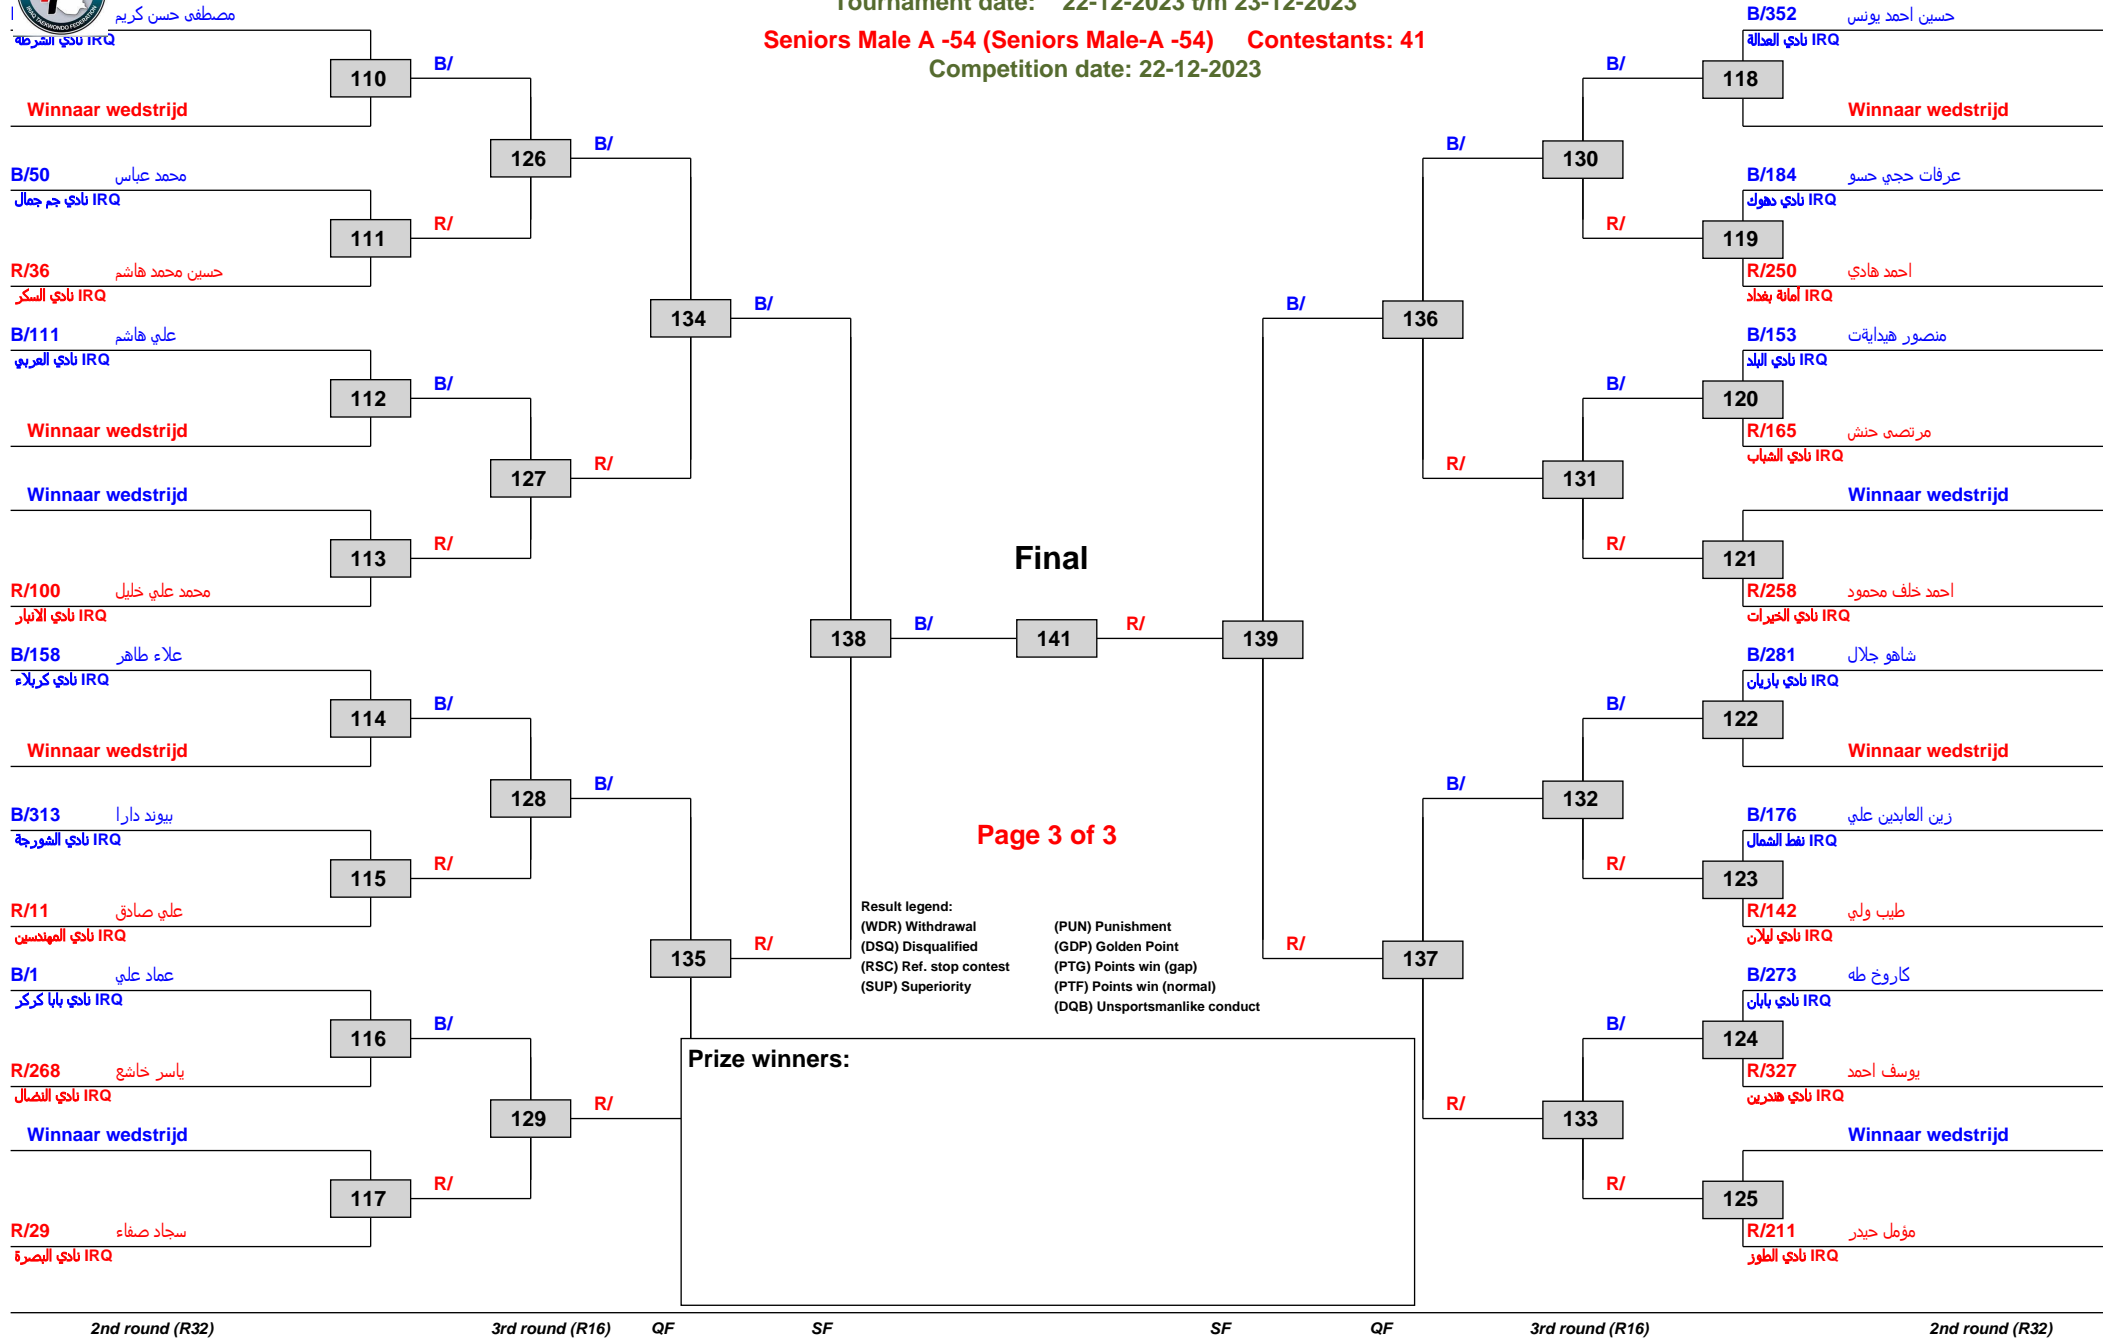 Tournament date: 22-12-2023 t/m 23-12-2023
Seniors Male A -54 (Seniors Male-A -54) Contestants: 41
Competition date: 22-12-2023
IRAQ TAEKWONDO FEDERATION
مصطفى حسن كريم
IRQ نادي الشرطة
110
B/
Winnaar wedstrijd
126
B/
B/50 محمد عباس
IRQ نادي جم جمال
111
R/
R/36 حسين محمد هاشم
IRQ نادي السكر
134
B/
B/111 علي هاشم
IRQ نادي العربي
112
B/
Winnaar wedstrijd
127
R/
Winnaar wedstrijd
113
R/
R/100 محمد علي خليل
IRQ نادي الانبار
138
B/
B/158 علاء طاهر
IRQ نادي كربلاء
114
B/
Winnaar wedstrijd
128
B/
B/313 بيوند دارا
IRQ نادي الشورجة
115
R/
R/11 علي صادق
IRQ نادي المهندسين
135
R/
B/1 عماد علي
IRQ نادي بابا كركر
116
B/
R/268 ياسر خاشع
IRQ نادي النضال
129
R/
Winnaar wedstrijd
117
R/
R/29 سجاد صفاء
IRQ نادي البصرة
Final
141
R/
Page 3 of 3
Result legend:
(WDR) Withdrawal
(DSQ) Disqualified
(RSC) Ref. stop contest
(SUP) Superiority
(PUN) Punishment
(GDP) Golden Point
(PTG) Points win (gap)
(PTF) Points win (normal)
(DQB) Unsportsmanlike conduct
Prize winners:
B/352 حسين احمد يونس
IRQ نادي العدالة
B/
118
Winnaar wedstrijd
B/
130
B/184 عرفات حجي حسو
IRQ نادي دهوك
R/
119
R/250 احمد هادي
IRQ أمانة بغداد
B/
136
B/153 منصور هيدايةت
IRQ نادي البلد
B/
120
R/165 مرتضى حنش
IRQ نادي الشباب
R/
131
Winnaar wedstrijd
R/
121
R/258 احمد خلف محمود
IRQ نادي الخيرات
139
B/281 شاهو جلال
IRQ نادي بازيان
B/
122
Winnaar wedstrijd
B/
132
B/176 زين العابدين علي
IRQ نفط الشمال
R/
123
R/142 طيب ولي
IRQ نادي ليلان
R/
137
B/273 كاروخ طه
IRQ نادي بابان
B/
124
R/327 يوسف احمد
IRQ نادي هندرين
R/
133
Winnaar wedstrijd
R/
125
R/211 مؤمل حيدر
IRQ نادي الطوز
2nd round (R32) 3rd round (R16) QF SF SF QF 3rd round (R16) 2nd round (R32)